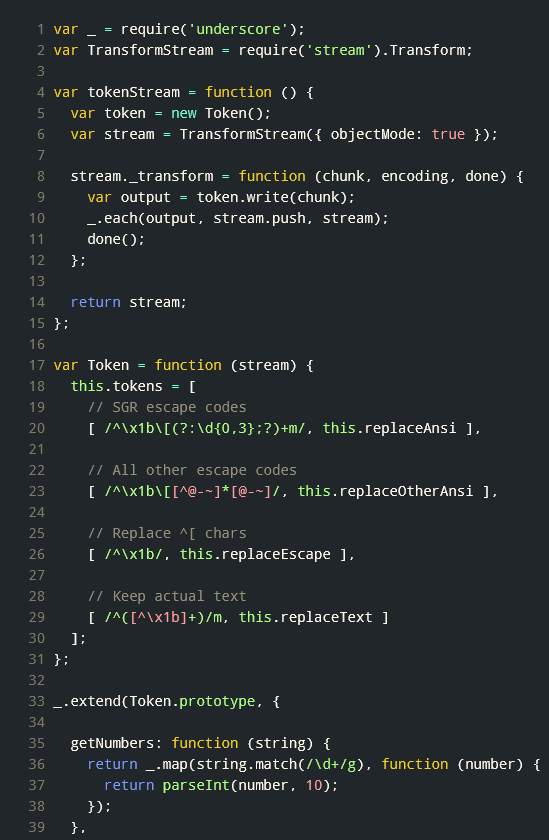 1 var _ = require('underscore');
2 var TransformStream = require('stream').Transform;
3
4 var tokenStream = function () {
5   var token = new Token();
6   var stream = TransformStream({ objectMode: true });
7
8   stream._transform = function (chunk, encoding, done) {
9     var output = token.write(chunk);
10     _.each(output, stream.push, stream);
11     done();
12   };
13
14   return stream;
15 };
16
17 var Token = function (stream) {
18   this.tokens = [
19     // SGR escape codes
20     [ /^\x1b\[(?:\d{0,3};?)+m/, this.replaceAnsi ],
21
22     // All other escape codes
23     [ /^\x1b\[[^@-~]*[@-~]/, this.replaceOtherAnsi ],
24
25     // Replace ^[ chars
26     [ /^\x1b/, this.replaceEscape ],
27
28     // Keep actual text
29     [ /^([^\x1b]+)/m, this.replaceText ]
30   ];
31 };
32
33 _.extend(Token.prototype, {
34
35   getNumbers: function (string) {
36     return _.map(string.match(/\d+/g), function (number) {
37       return parseInt(number, 10);
38     });
39   },